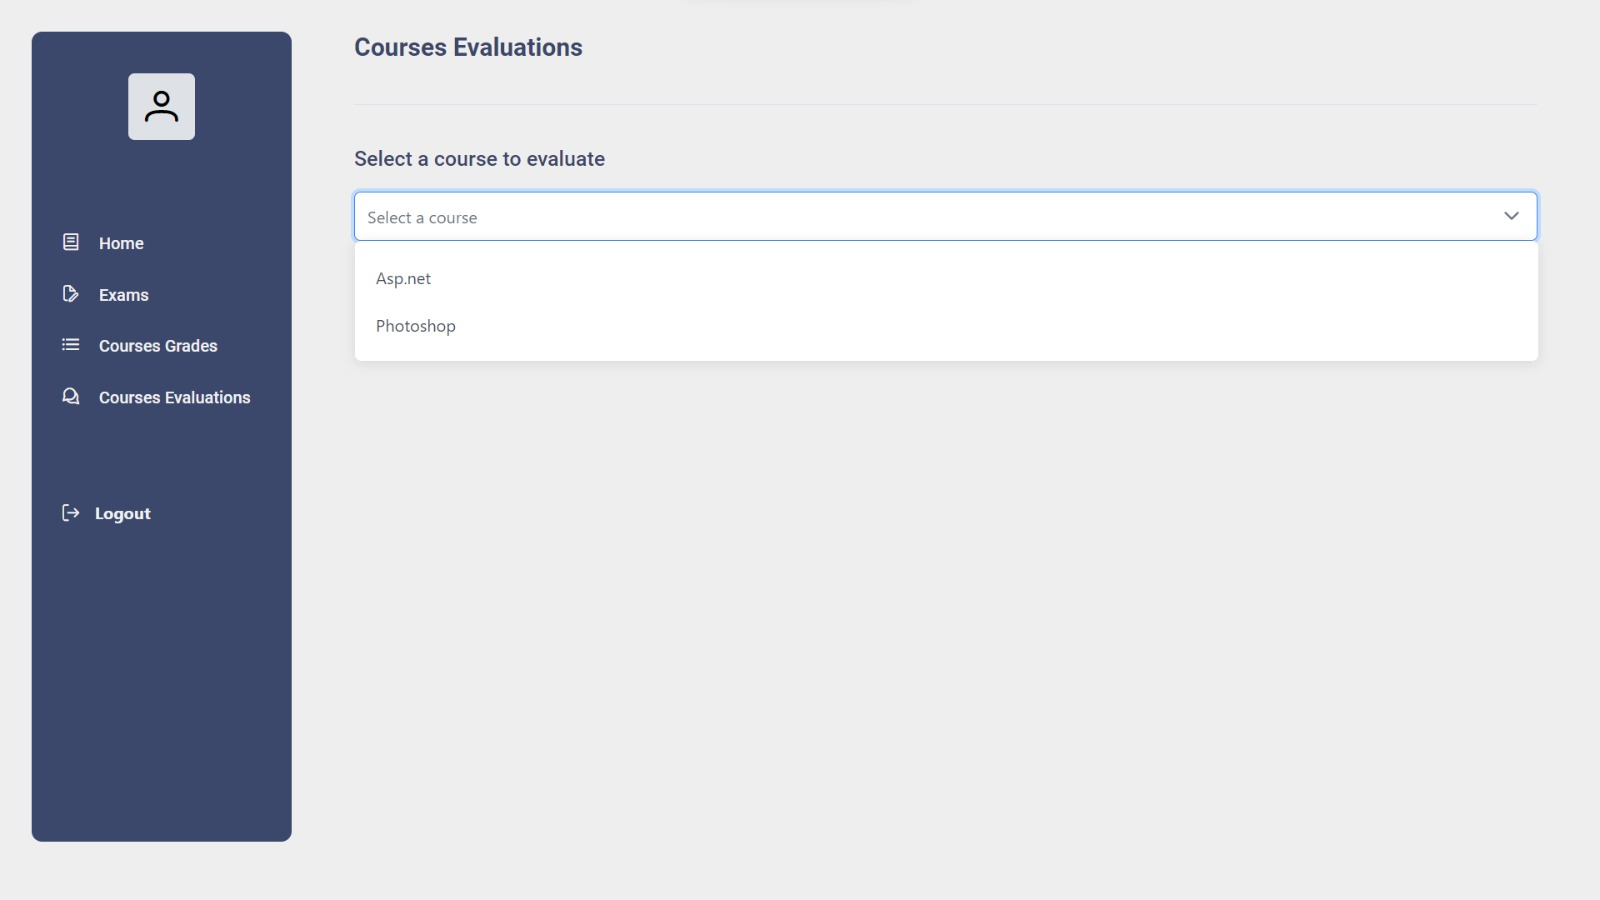 Courses Evaluations
Select a course to evaluate
Select a course
Asp.net
Photoshop
Home
Exams
Courses Grades
Courses Evaluations
Logout